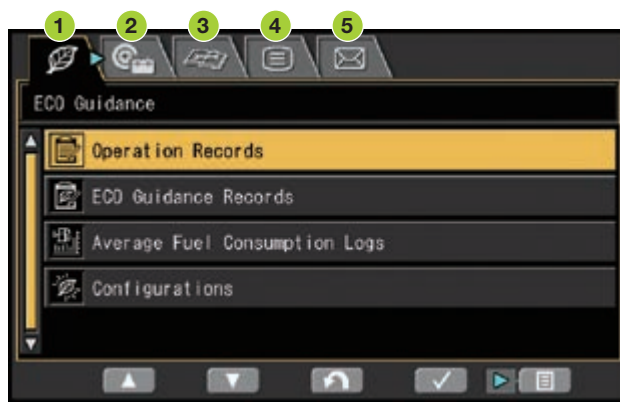 1 2 3 4 5
ECO Guidance
Operation Records
ECO Guidance Records
Average Fuel Consumption Logs
Configurations